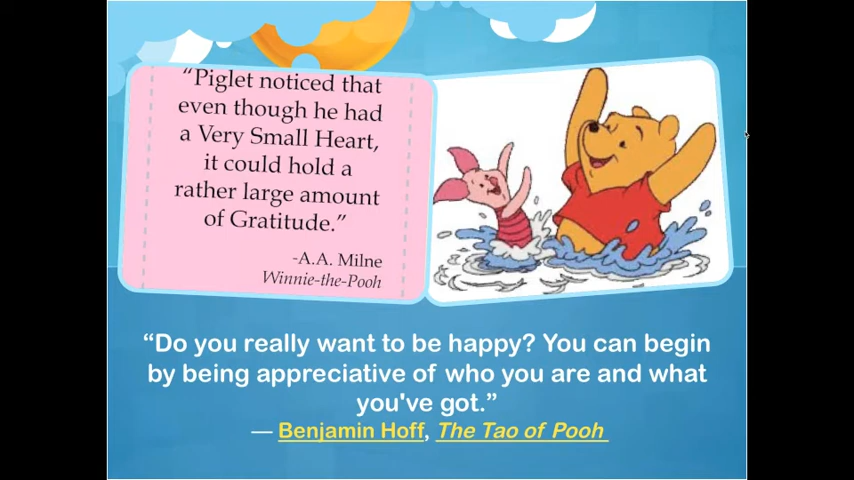 “Piglet noticed that
even though he had
a Very Small Heart,
it could hold a
rather large amount
of Gratitude.”
-A.A. Milne
Winnie-the-Pooh
“Do you really want to be happy? You can begin
by being appreciative of who you are and what
you've got.”
— Benjamin Hoff, The Tao of Pooh